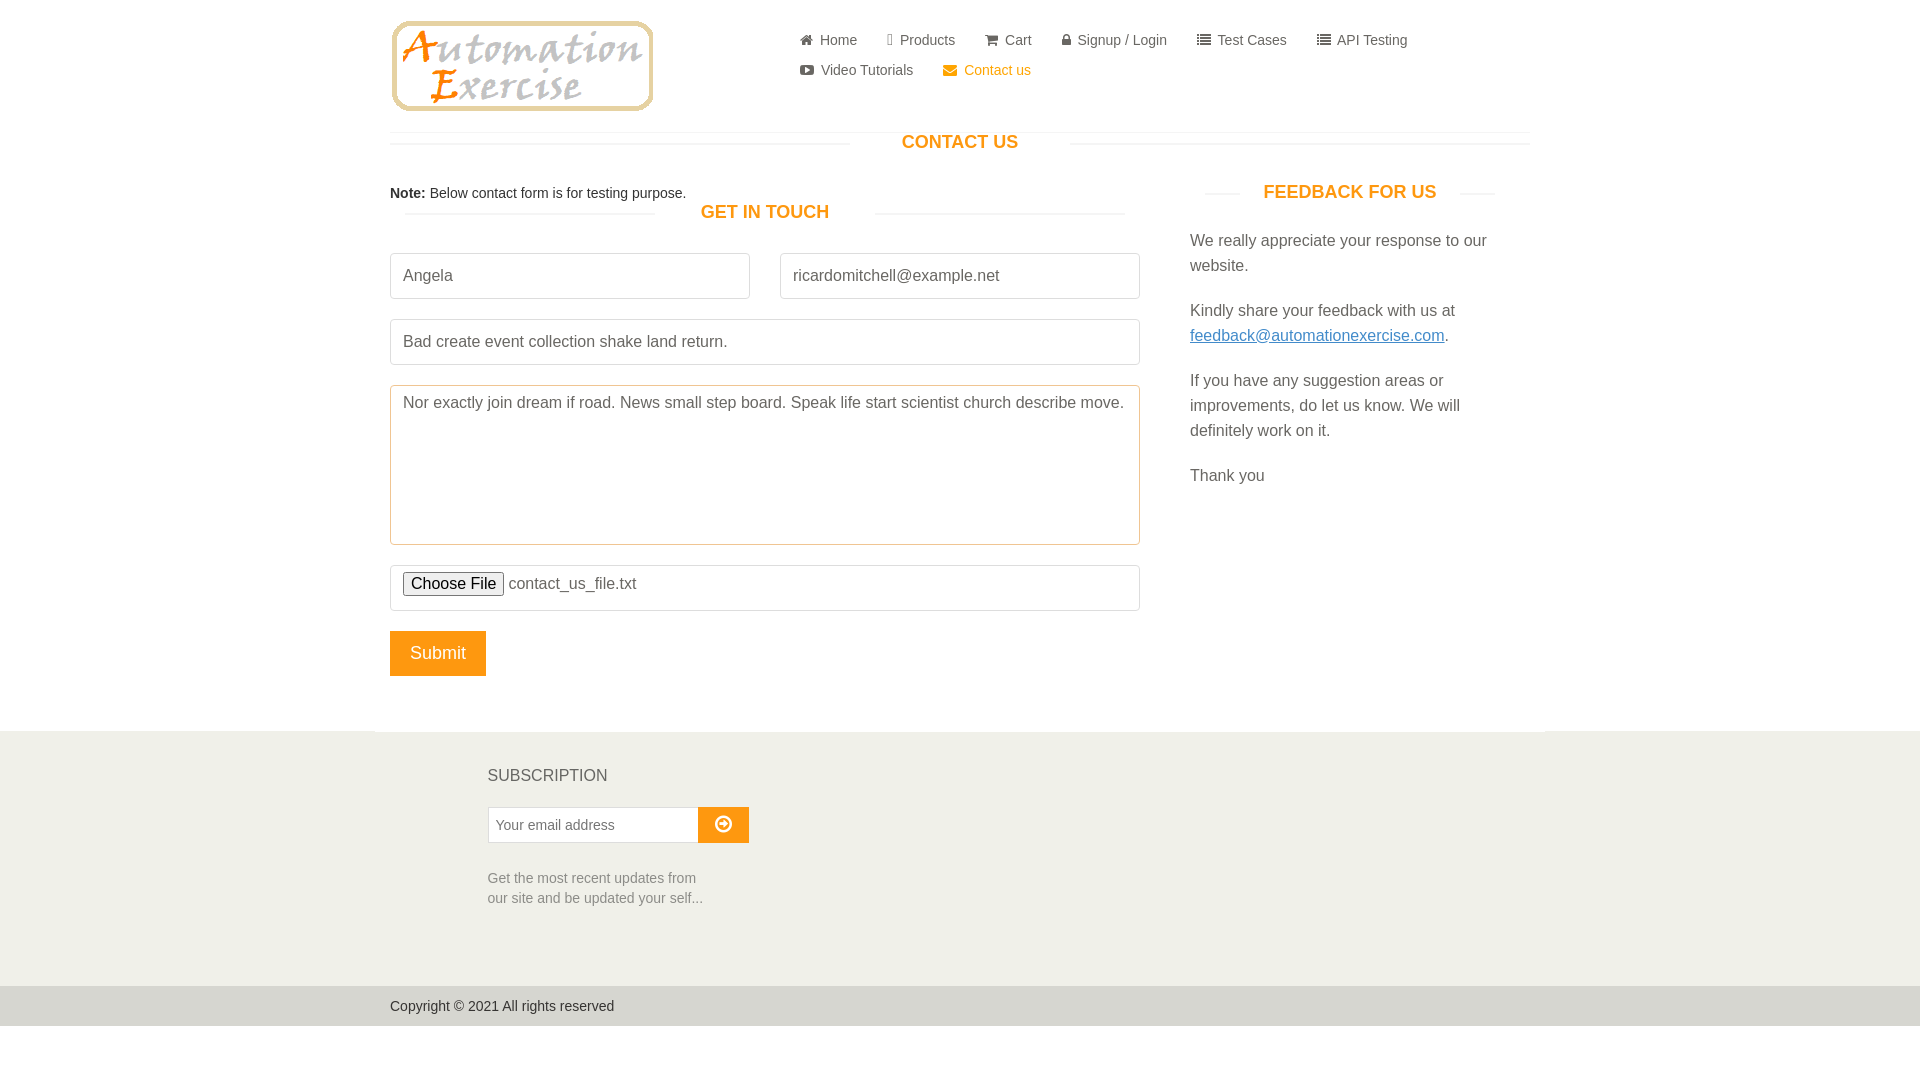 Automation
Exercise
Home
Products
Cart
Signup / Login
Test Cases
API Testing
Video Tutorials
Contact us
CONTACT US
Note: Below contact form is for testing purpose.
GET IN TOUCH
Angela
ricardomitchell@example.net
Bad create event collection shake land return.
Nor exactly join dream if road. News small step board. Speak life start scientist church describe move.
Choose File contact_us_file.txt
Submit
FEEDBACK FOR US
We really appreciate your response to our
website.
Kindly share your feedback with us at
feedback@automationexercise.com.
If you have any suggestion areas or
improvements, do let us know. We will
definitely work on it.
Thank you
SUBSCRIPTION
Your email address
Get the most recent updates from
our site and be updated your self...
Copyright © 2021 All rights reserved